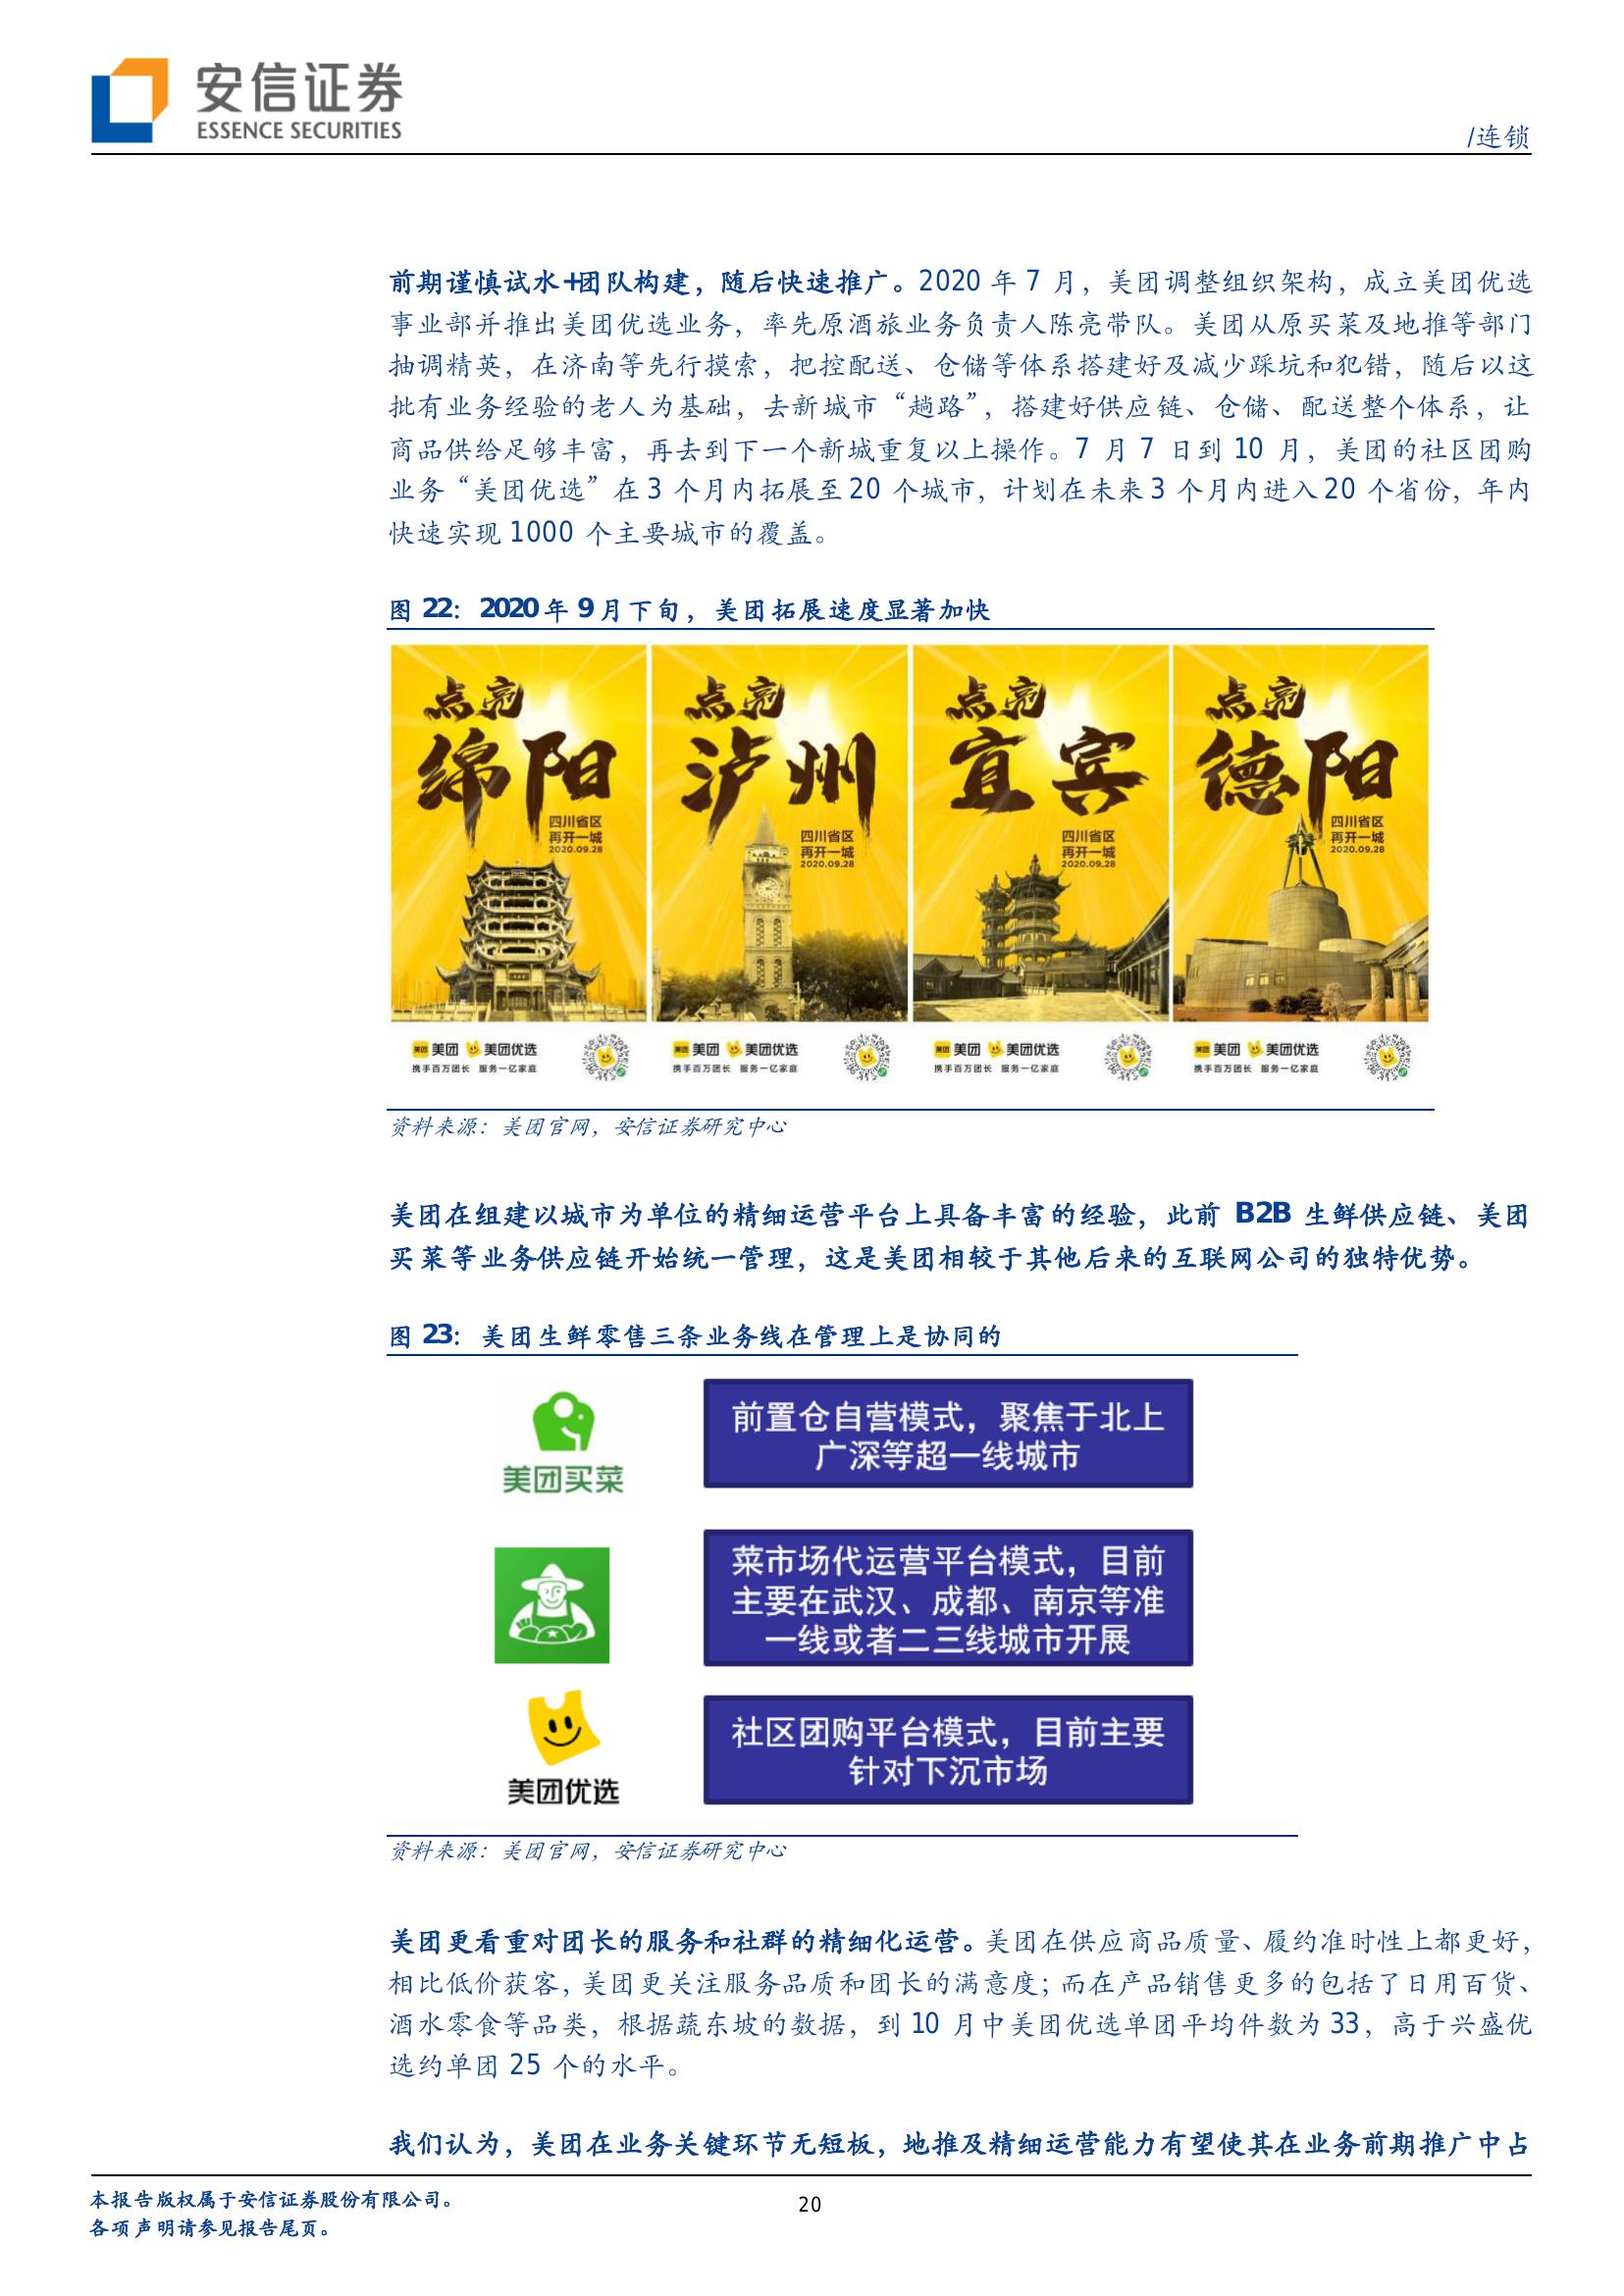 安信证券
ESSENCE SECURITIES
/连锁
前期谨慎试水+团队构建，随后快速推广。2020 年 7 月，美团调整组织架构，成立美团优选
事业部并推出美团优选业务，率先原酒旅业务负责人陈亮带队。美团从原买菜及地推等部门
抽调精英，在济南等先行摸索，把控配送、仓储等体系搭建好及减少踩坑和犯错，随后以这
批有业务经验的老人为基础，去新城市“趟路”，搭建好供应链、仓储、配送整个体系，让
商品供给足够丰富，再去到下一个新城重复以上操作。7 月 7 日到 10 月，美团的社区团购
业务“美团优选”在 3 个月内拓展至 20 个城市，计划在未来 3 个月内进入 20 个省份，年内
快速实现 1000 个主要城市的覆盖。
图 22：2020 年 9 月下旬，美团拓展速度显著加快
点亮
绵阳
四川省区
再开一城
2020.09.28
美团 美团 美团优选
携手百万团长 服务一亿家庭
点亮
泸州
四川省区
再开一城
2020.09.28
美团 美团 美团优选
携手百万团长 服务一亿家庭
点亮
宜宾
四川省区
再开一城
2020.09.28
美团 美团 美团优选
携手百万团长 服务一亿家庭
点亮
德阳
四川省区
再开一城
2020.09.28
美团 美团 美团优选
携手百万团长 服务一亿家庭
资料来源：美团官网，安信证券研究中心
美团在组建以城市为单位的精细运营平台上具备丰富的经验，此前 B2B 生鲜供应链、美团
买菜等业务供应链开始统一管理，这是美团相较于其他后来的互联网公司的独特优势。
图 23：美团生鲜零售三条业务线在管理上是协同的
美团买菜
前置仓自营模式，聚焦于北上
广深等超一线城市
菜市场代运营平台模式，目前
主要在武汉、成都、南京等准
一线或者二三线城市开展
美团优选
社区团购平台模式，目前主要
针对下沉市场
资料来源：美团官网，安信证券研究中心
美团更看重对团长的服务和社群的精细化运营。美团在供应商品质量、履约准时性上都更好，
相比低价获客，美团更关注服务品质和团长的满意度；而在产品销售更多的包括了日用百货、
酒水零食等品类，根据蔬东坡的数据，到 10 月中美团优选单团平均件数为 33，高于兴盛优
选约单团 25 个的水平。
我们认为，美团在业务关键环节无短板，地推及精细运营能力有望使其在业务前期推广中占
本报告版权属于安信证券股份有限公司。
各项声明请参见报告尾页。
20